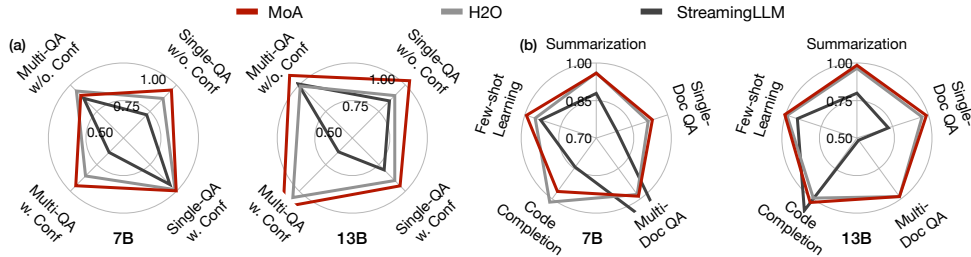 MoA
H2O
StreamingLLM
(a)
Multi-QA
w/o. Conf
Single-QA
w/o. Conf
1.00
0.75
0.50
Multi-QA
w. Conf
Single-QA
w. Conf
7B
Multi-QA
w/o. Conf
Single-QA
w/o. Conf
1.00
0.75
0.50
Multi-QA
w. Conf
Single-QA
w. Conf
13B
(b)
Summarization
1.00
0.85
0.70
Few-shot
Learning
Single-
Doc QA
Code
Completion
Multi-
Doc QA
7B
Summarization
1.00
0.75
0.50
Few-shot
Learning
Single-
Doc QA
Code
Completion
Multi-
Doc QA
13B